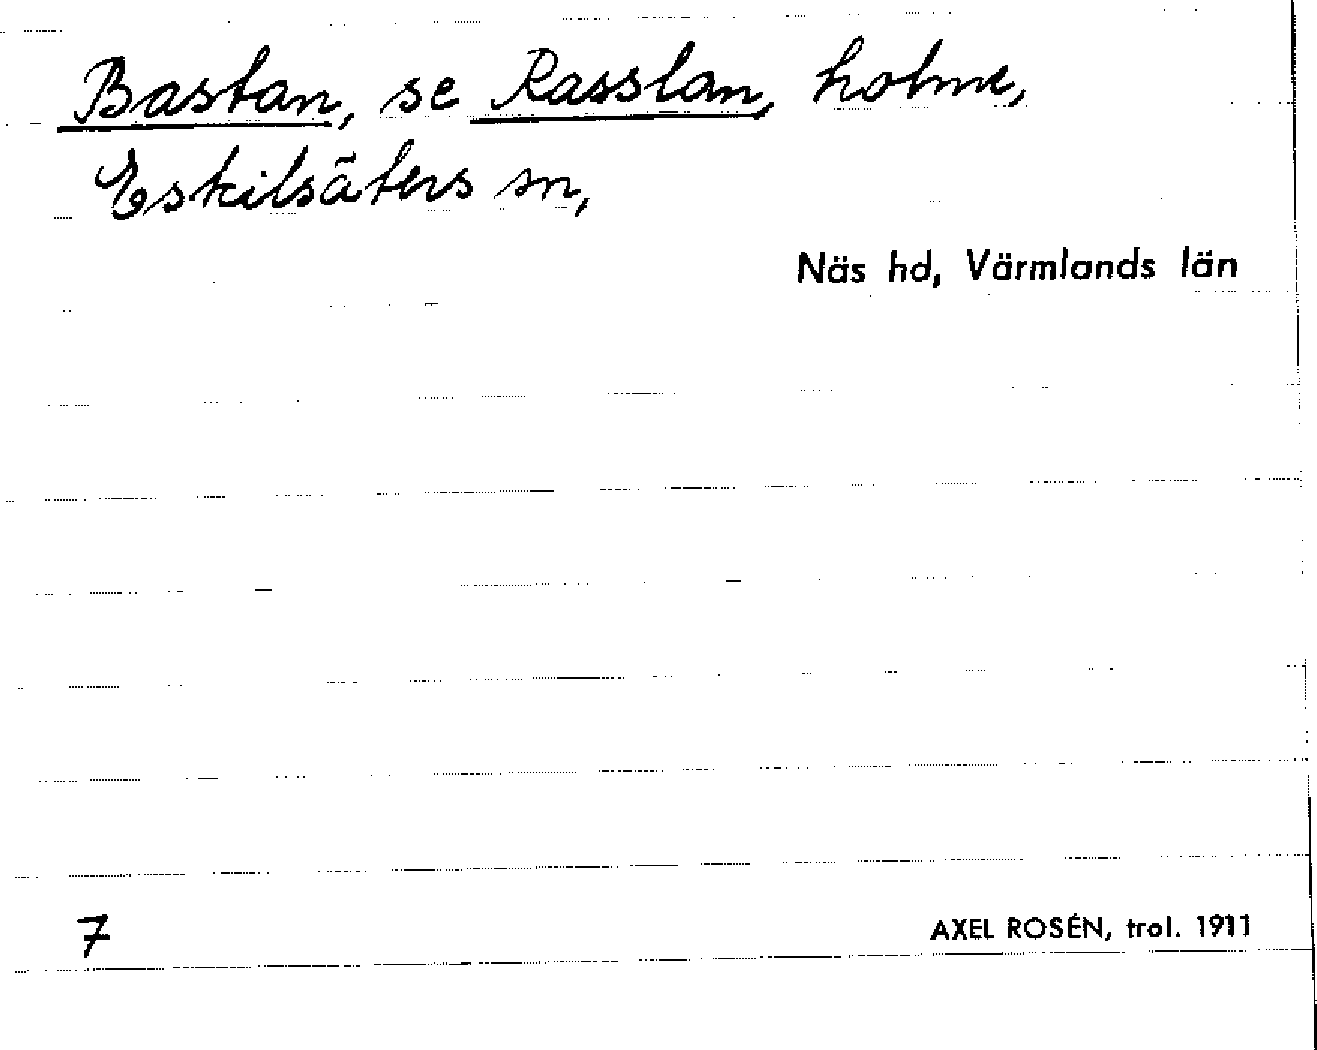 Bastan, se Rasslan, holme,
Eskilsäters sn,
Näs hd, Värmlands län
7
AXEL ROSÉN, trol. 1911